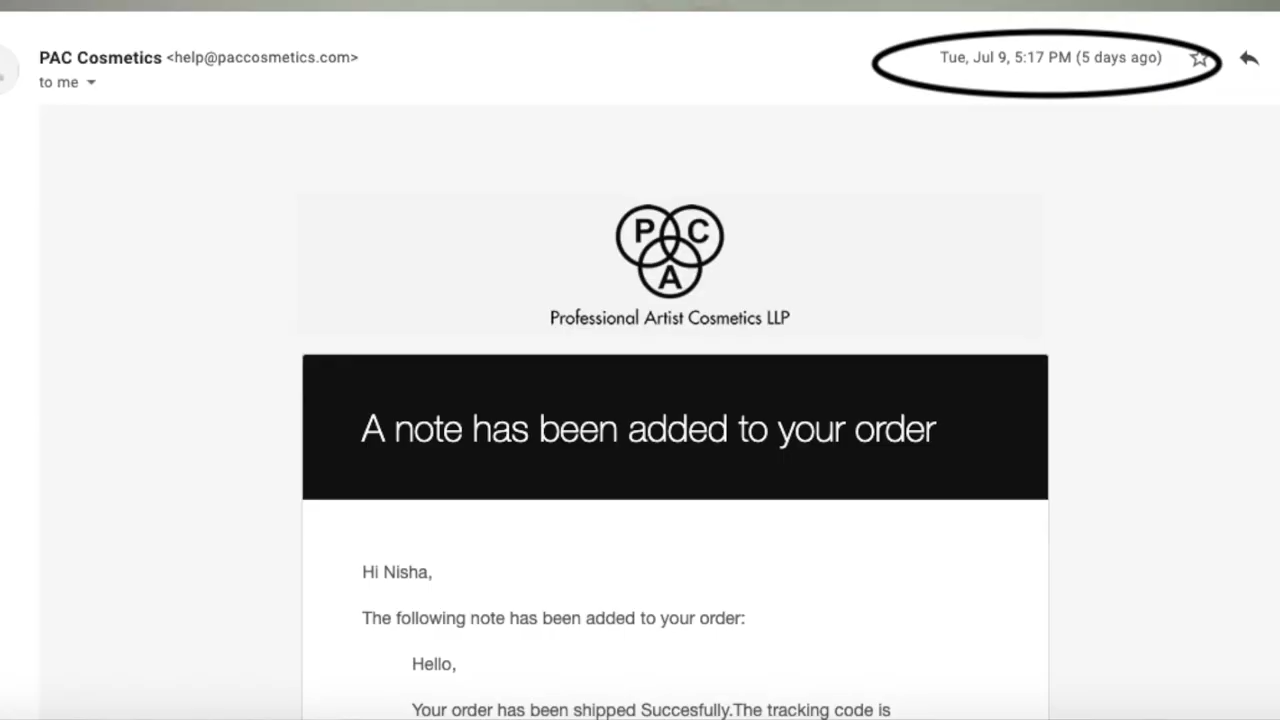 PAC Cosmetics <help@paccosmetics.com> Tue, Jul 9, 5:17 PM (5 days ago)
to me
P C
A
Professional Artist Cosmetics LLP
A note has been added to your order
Hi Nisha,
The following note has been added to your order:
Hello,
Your order has been shipped Succesfully.The tracking code is